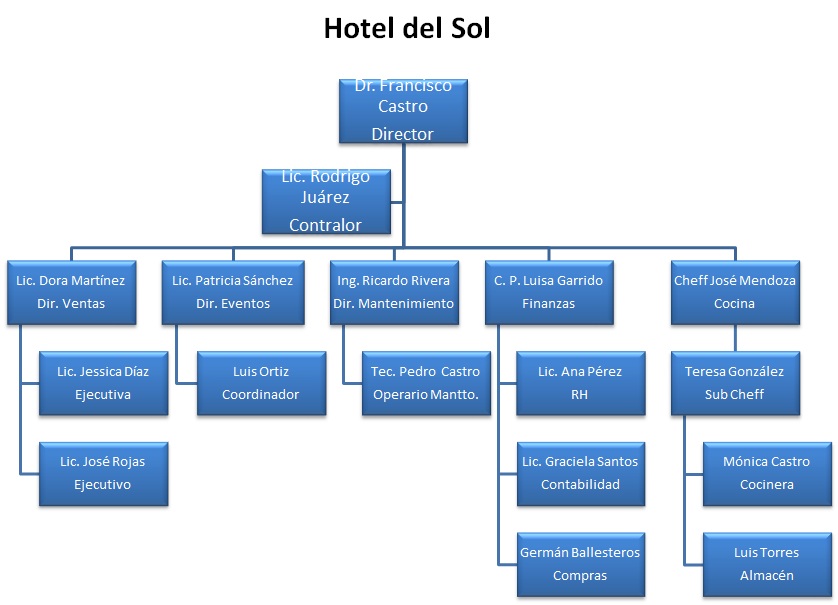 Hotel del Sol
Dr. Francisco
Castro
Director
Lic. Rodrigo
Juárez
Contralor
Lic. Dora Martínez
Dir. Ventas
Lic. Patricia Sánchez
Dir. Eventos
Ing. Ricardo Rivera
Dir. Mantenimiento
C. P. Luisa Garrido
Finanzas
Cheff José Mendoza
Cocina
Lic. Jessica Díaz
Ejecutiva
Luis Ortiz
Coordinador
Tec. Pedro Castro
Operario Mantto.
Lic. Ana Pérez
RH
Teresa González
Sub Cheff
Lic. José Rojas
Ejecutivo
Lic. Graciela Santos
Contabilidad
Mónica Castro
Cocinera
Germán Ballesteros
Compras
Luis Torres
Almacén